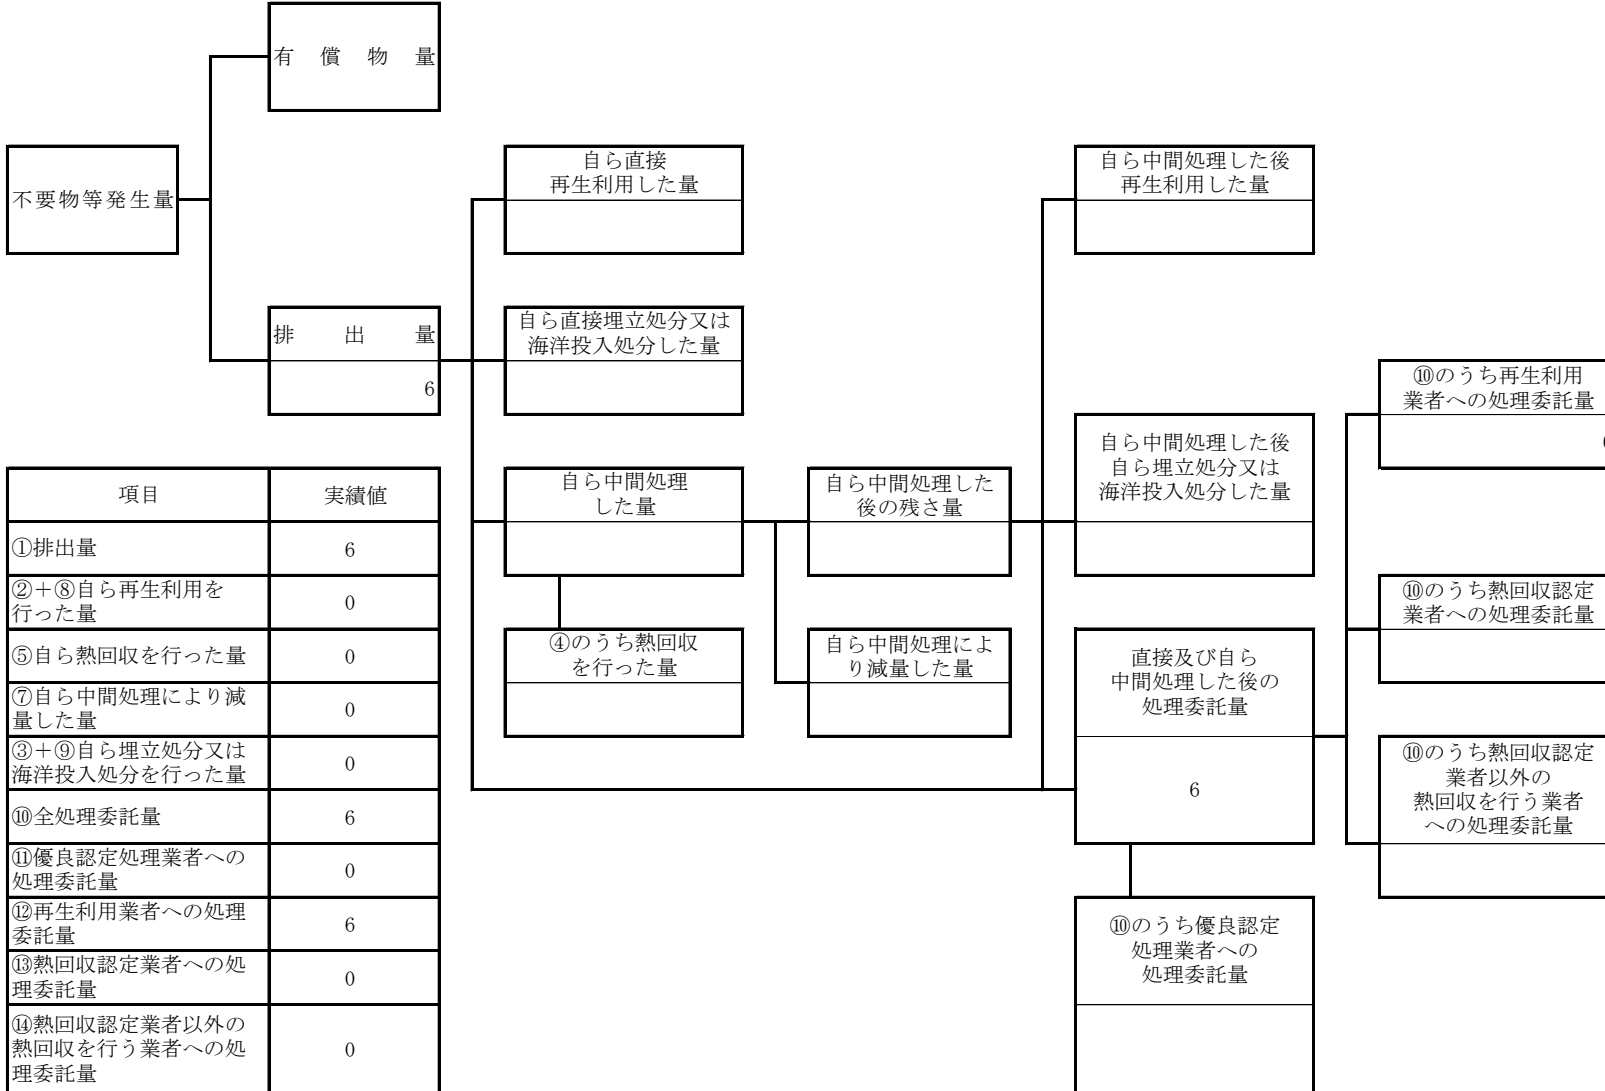 有償物量
不要物等発生量
自ら直接
再生利用した量
自ら中間処理した後
再生利用した量
排出量
6
自ら直接埋立処分又は
海洋投入処分した量
⑩のうち再生利用
業者への処理委託量
自ら中間処理した後
自ら埋立処分又は
海洋投入処分した量
自ら中間処理
した量
自ら中間処理した
後の残さ量
⑩のうち熱回収認定
業者への処理委託量
④のうち熱回収
を行った量
自ら中間処理によ
り減量した量
直接及び自ら
中間処理した後の
処理委託量
6
⑩のうち熱回収認定
業者以外の
熱回収を行う業者
への処理委託量
⑩のうち優良認定
処理業者への
処理委託量
項目 実績値
①排出量 6
②+⑧自ら再生利用を
行った量 0
⑤自ら熱回収を行った量 0
⑦自ら中間処理により減
量した量 0
③+⑨自ら埋立処分又は
海洋投入処分を行った量 0
⑩全処理委託量 6
⑪優良認定処理業者への
処理委託量 0
⑫再生利用業者への処理
委託量 6
⑬熱回収認定業者への処
理委託量 0
⑭熱回収認定業者以外の
熱回収を行う業者への処
理委託量 0